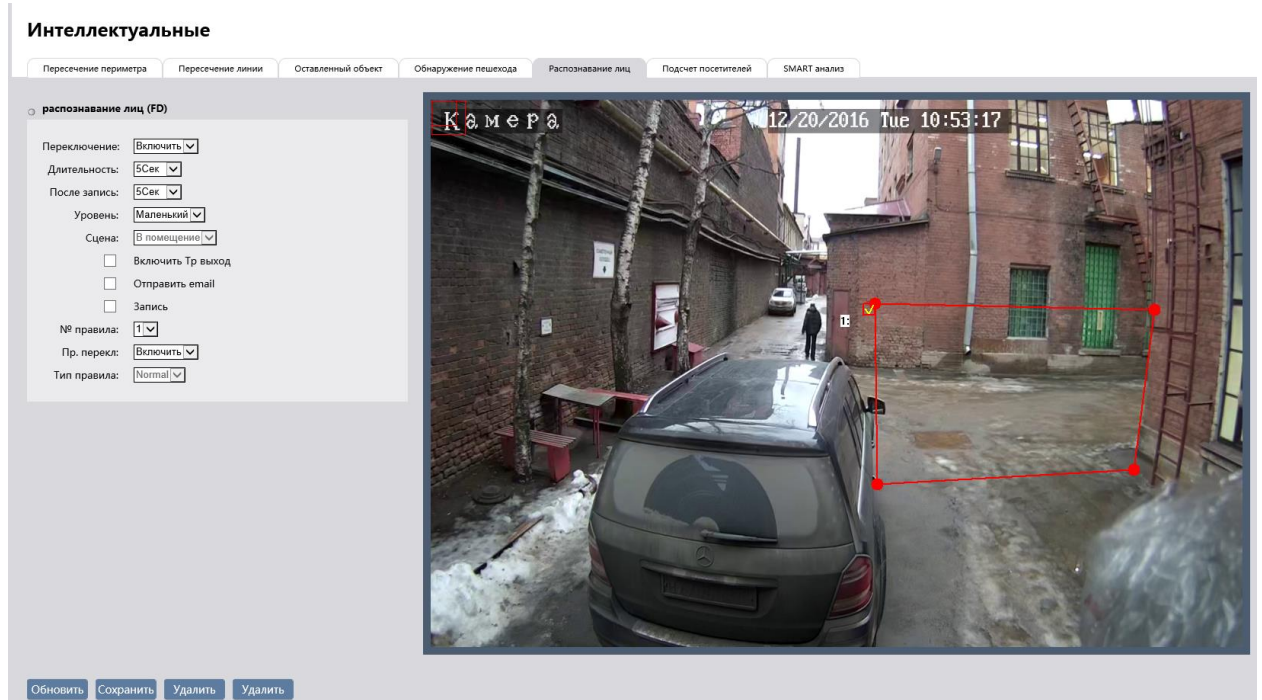 Интеллектуальные
Пересечение периметра Пересечение линии Оставленный объект Обнаружение пешехода Распознавание лиц Подсчет посетителей SMART анализ
распознавание лиц (FD)
Переключение: Включить
Длительность: 5Сек
После запись: 5Сек
Уровень: Маленький
Сцена: В помещение
Включить Тр выход
Отправить email
Запись
№ правила: 1
Пр. перекл: Включить
Тип правила: Normal
Камера 12/20/2016 Tue 10:53:17
1:
Обновить Сохранить Удалить Удалить